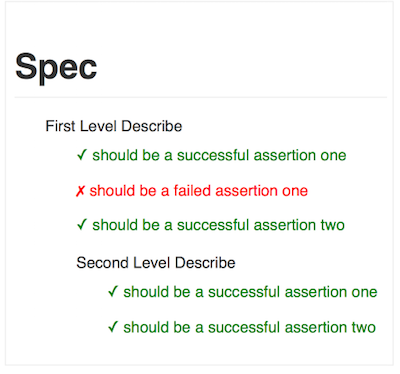 Spec
First Level Describe
✓ should be a successful assertion one
✗ should be a failed assertion one
✓ should be a successful assertion two
Second Level Describe
✓ should be a successful assertion one
✓ should be a successful assertion two